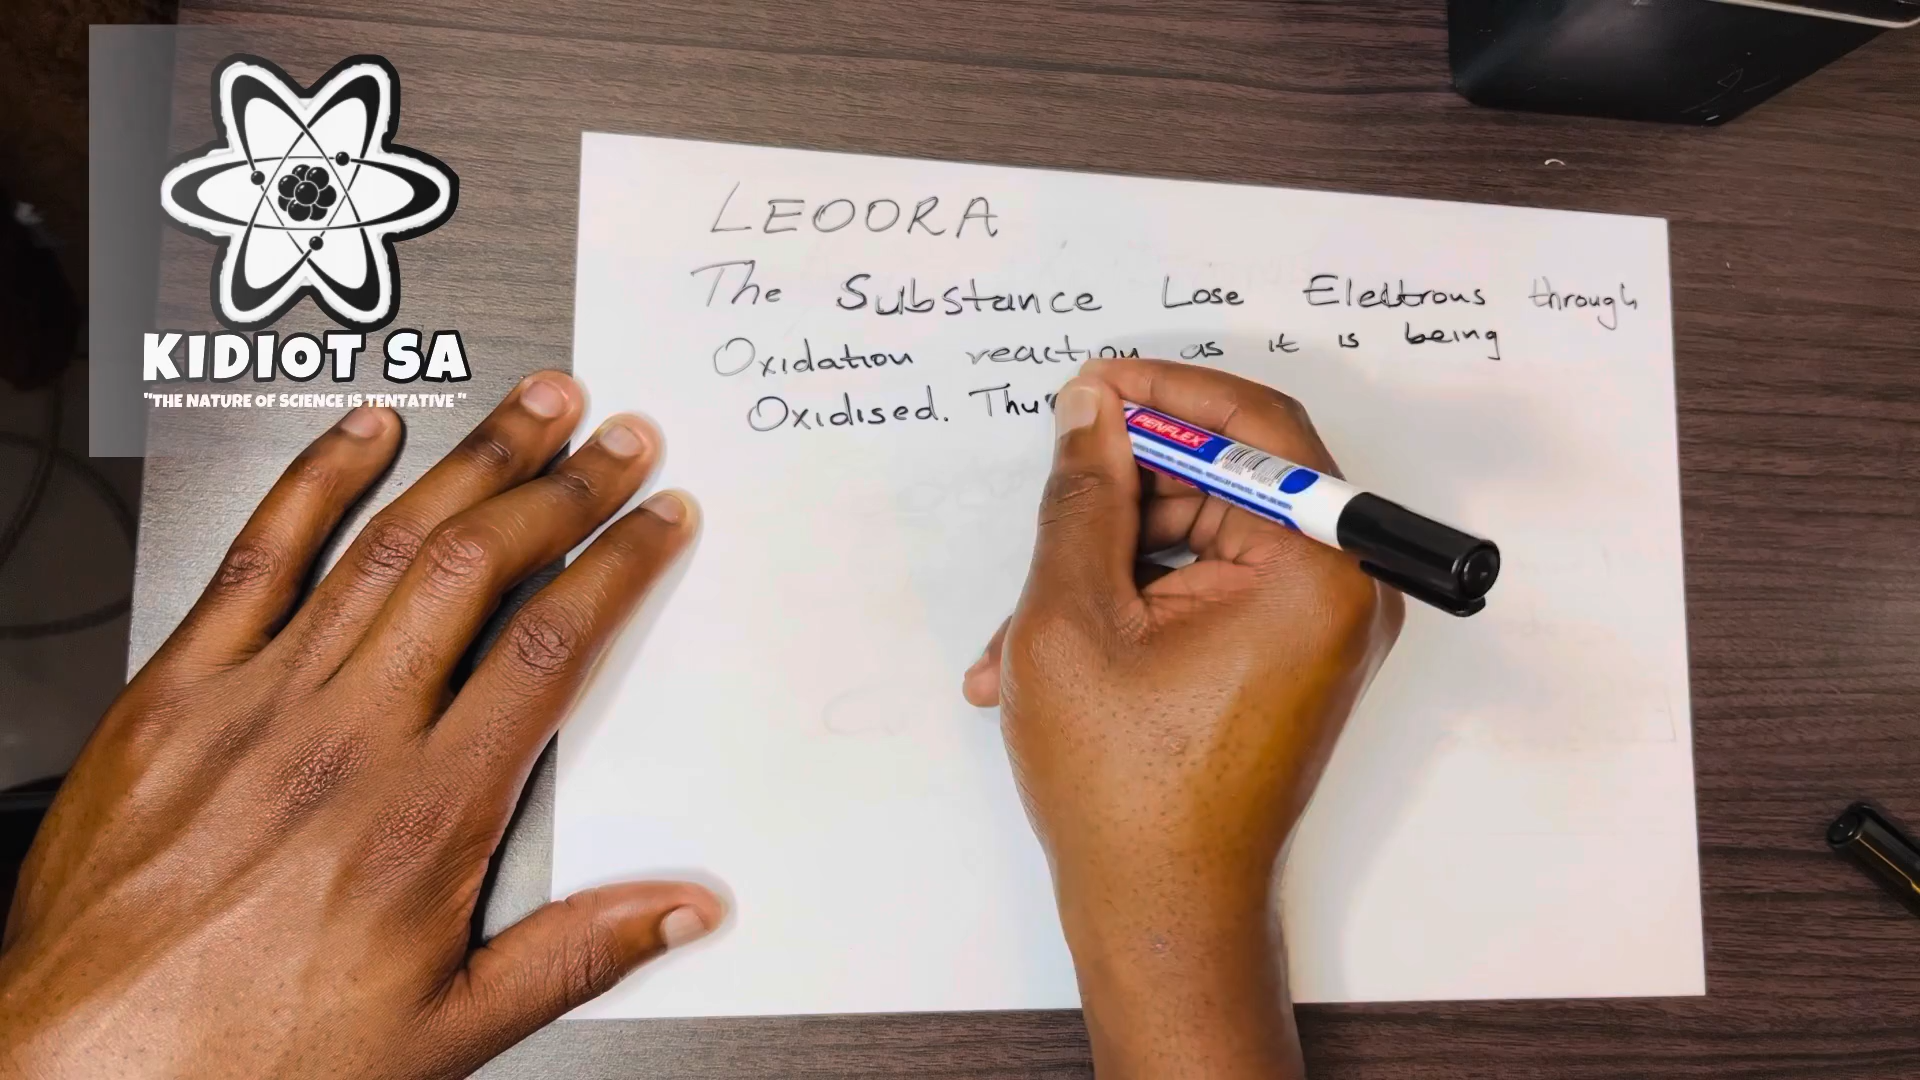 KIDIOT SA
"THE NATURE OF SCIENCE IS TENTATIVE"
LEOORA
The Substance Lose Electrons through
Oxidation reaction as it is being
Oxidised. Thus
PENFLEX